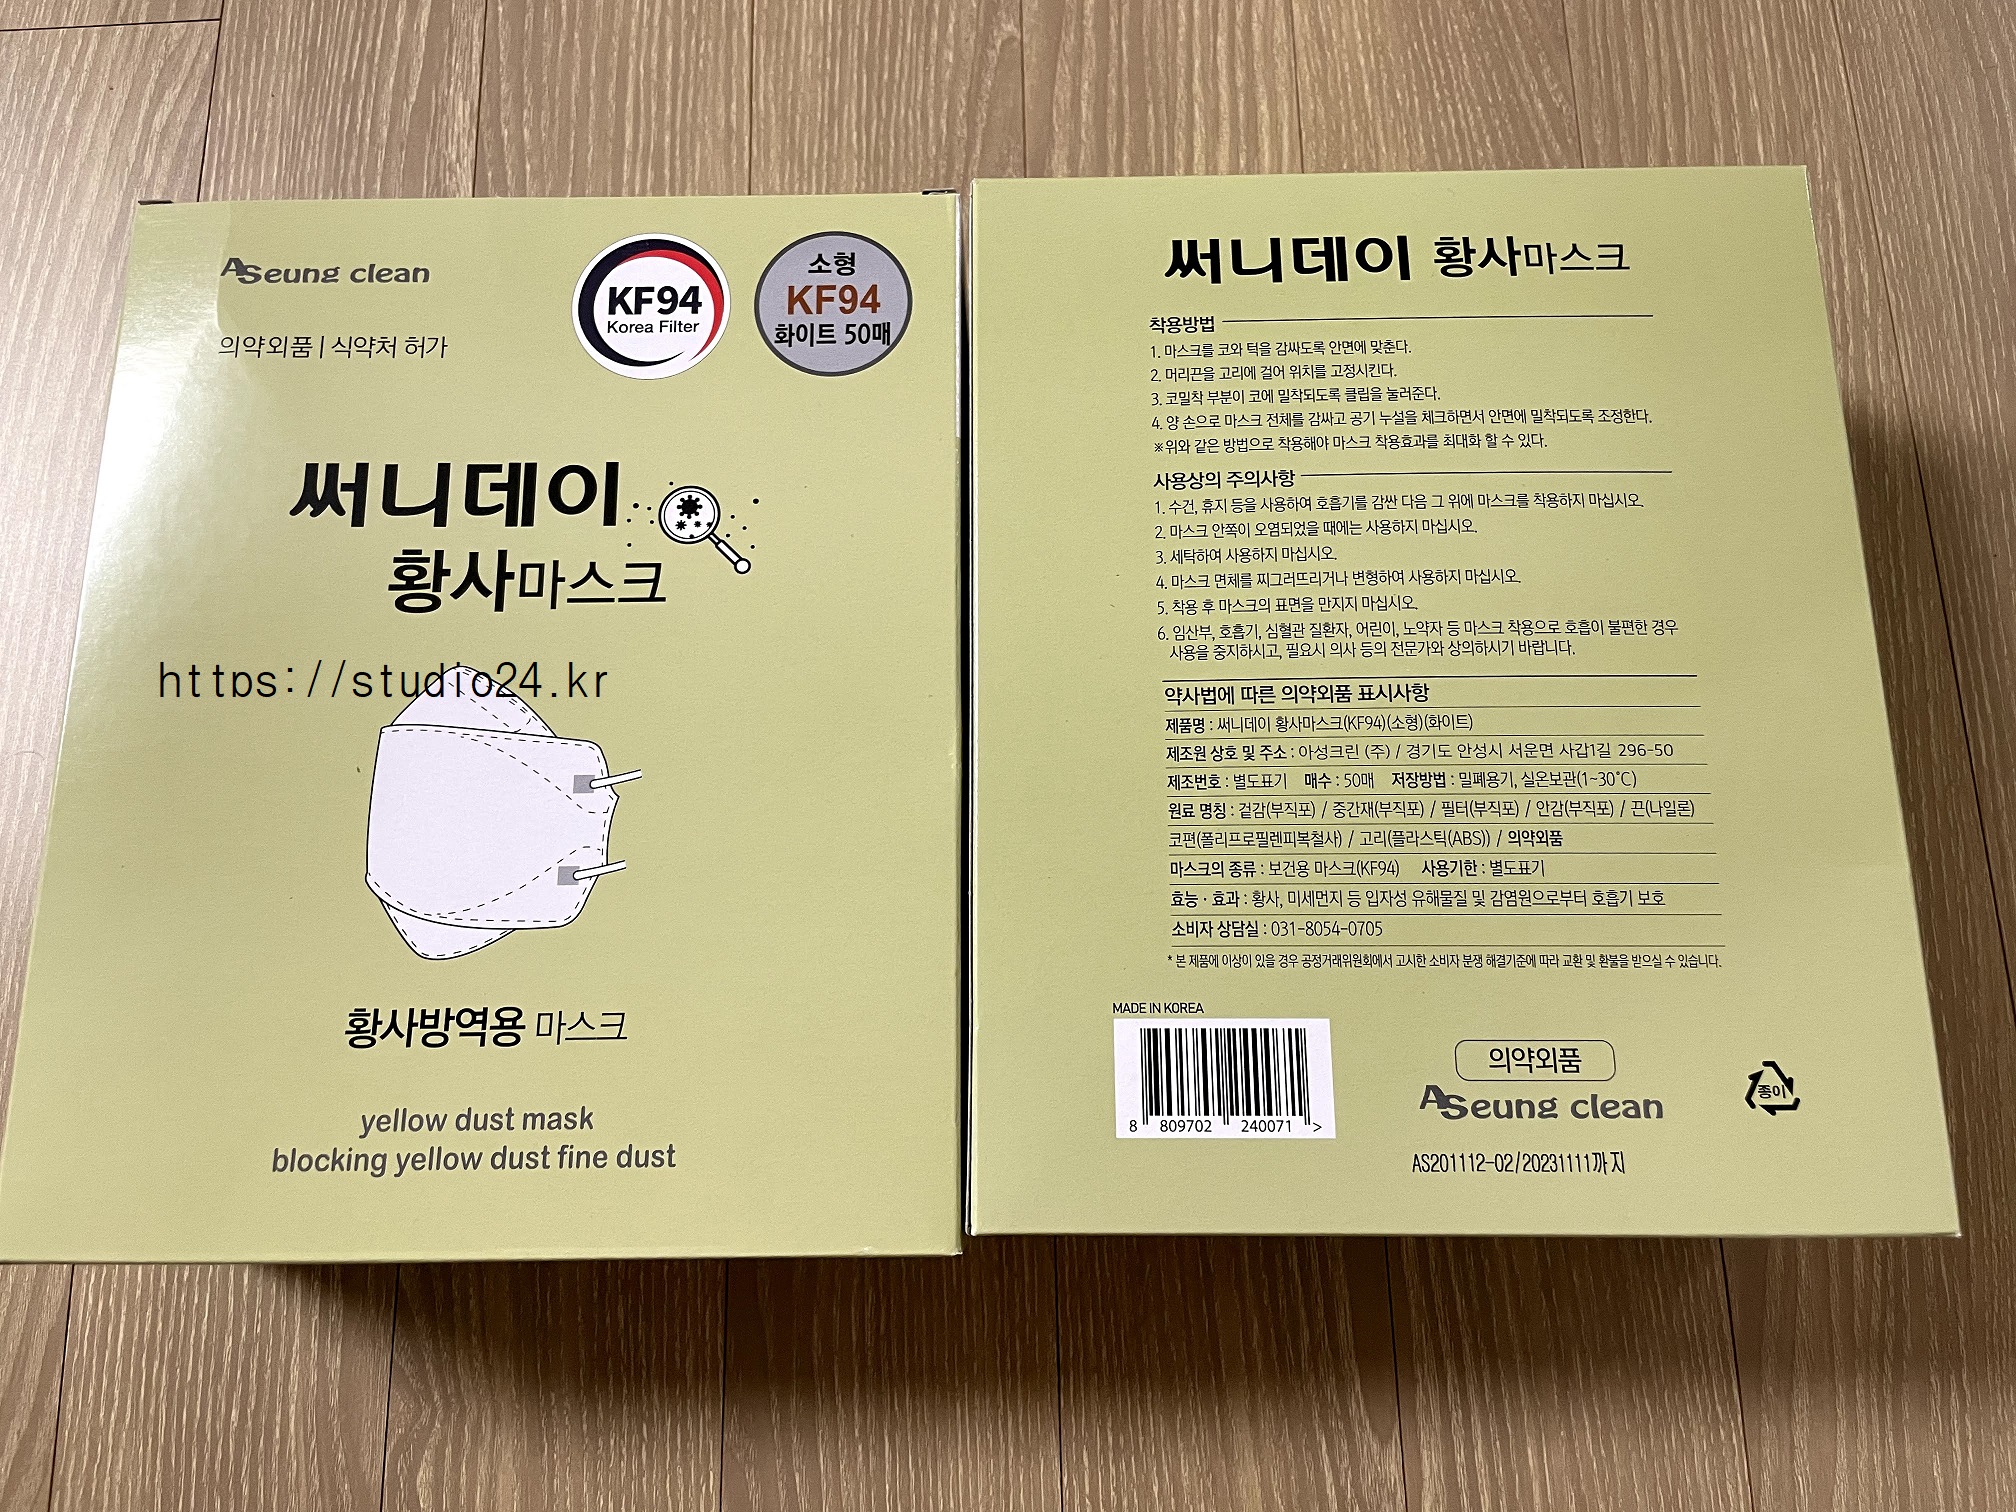 ASeung clean
의약외품 | 식약처 허가
KF94
Korea Filter
소형
KF94
화이트 50매
써니데이
황사마스크
https://studio24.kr
황사방역용 마스크
yellow dust mask
blocking yellow dust fine dust
써니데이 황사마스크
착용방법
1. 마스크를 코와 턱을 감싸도록 안면에 맞춘다.
2. 머리끈을 고리에 걸어 위치를 고정시킨다.
3. 코밀착 부분이 코에 밀착되도록 클립을 눌러준다.
4. 양 손으로 마스크 전체를 감싸고 공기 누설을 체크하면서 안면에 밀착되도록 조정한다.
※위와 같은 방법으로 착용해야 마스크 착용효과를 최대화 할 수 있다.
사용상의 주의사항
1. 수건, 휴지 등을 사용하여 호흡기를 감싼 다음 그 위에 마스크를 착용하지 마십시오.
2. 마스크 안쪽이 오염되었을 때에는 사용하지 마십시오.
3. 세탁하여 사용하지 마십시오.
4. 마스크 면체를 찌그러뜨리거나 변형하여 사용하지 마십시오.
5. 착용 후 마스크의 표면을 만지지 마십시오.
6. 임산부, 호흡기, 심혈관 질환자, 어린이, 노약자 등 마스크 착용으로 호흡이 불편한 경우
사용을 중지하시고, 필요시 의사 등의 전문가와 상의하시기 바랍니다.
약사법에 따른 의약외품 표시사항
제품명 : 써니데이 황사마스크(KF94)(소형)(화이트)
제조원 상호 및 주소 : 아성크린 (주) / 경기도 안성시 서운면 사갑1길 296-50
제조번호 : 별도표기 매수 : 50매 저장방법 : 밀폐용기, 실온보관(1~30˚C)
원료 명칭 : 겉감(부직포) / 중간재(부직포) / 필터(부직포) / 안감(부직포) / 끈(나일론)
코편(폴리프로필렌피복철사) / 고리(플라스틱(ABS)) / 의약외품
마스크의 종류 : 보건용 마스크(KF94) 사용기한 : 별도표기
효능 · 효과 : 황사, 미세먼지 등 입자성 유해물질 및 감염원으로부터 호흡기 보호
소비자 상담실 : 031-8054-0705
* 본 제품에 이상이 있을 경우 공정거래위원회에서 고시한 소비자 분쟁 해결기준에 따라 교환 및 환불을 받으실 수 있습니다.
MADE IN KOREA
8 809702 240071 >
의약외품
ASeung clean
종이
AS201112-02/20231111까지